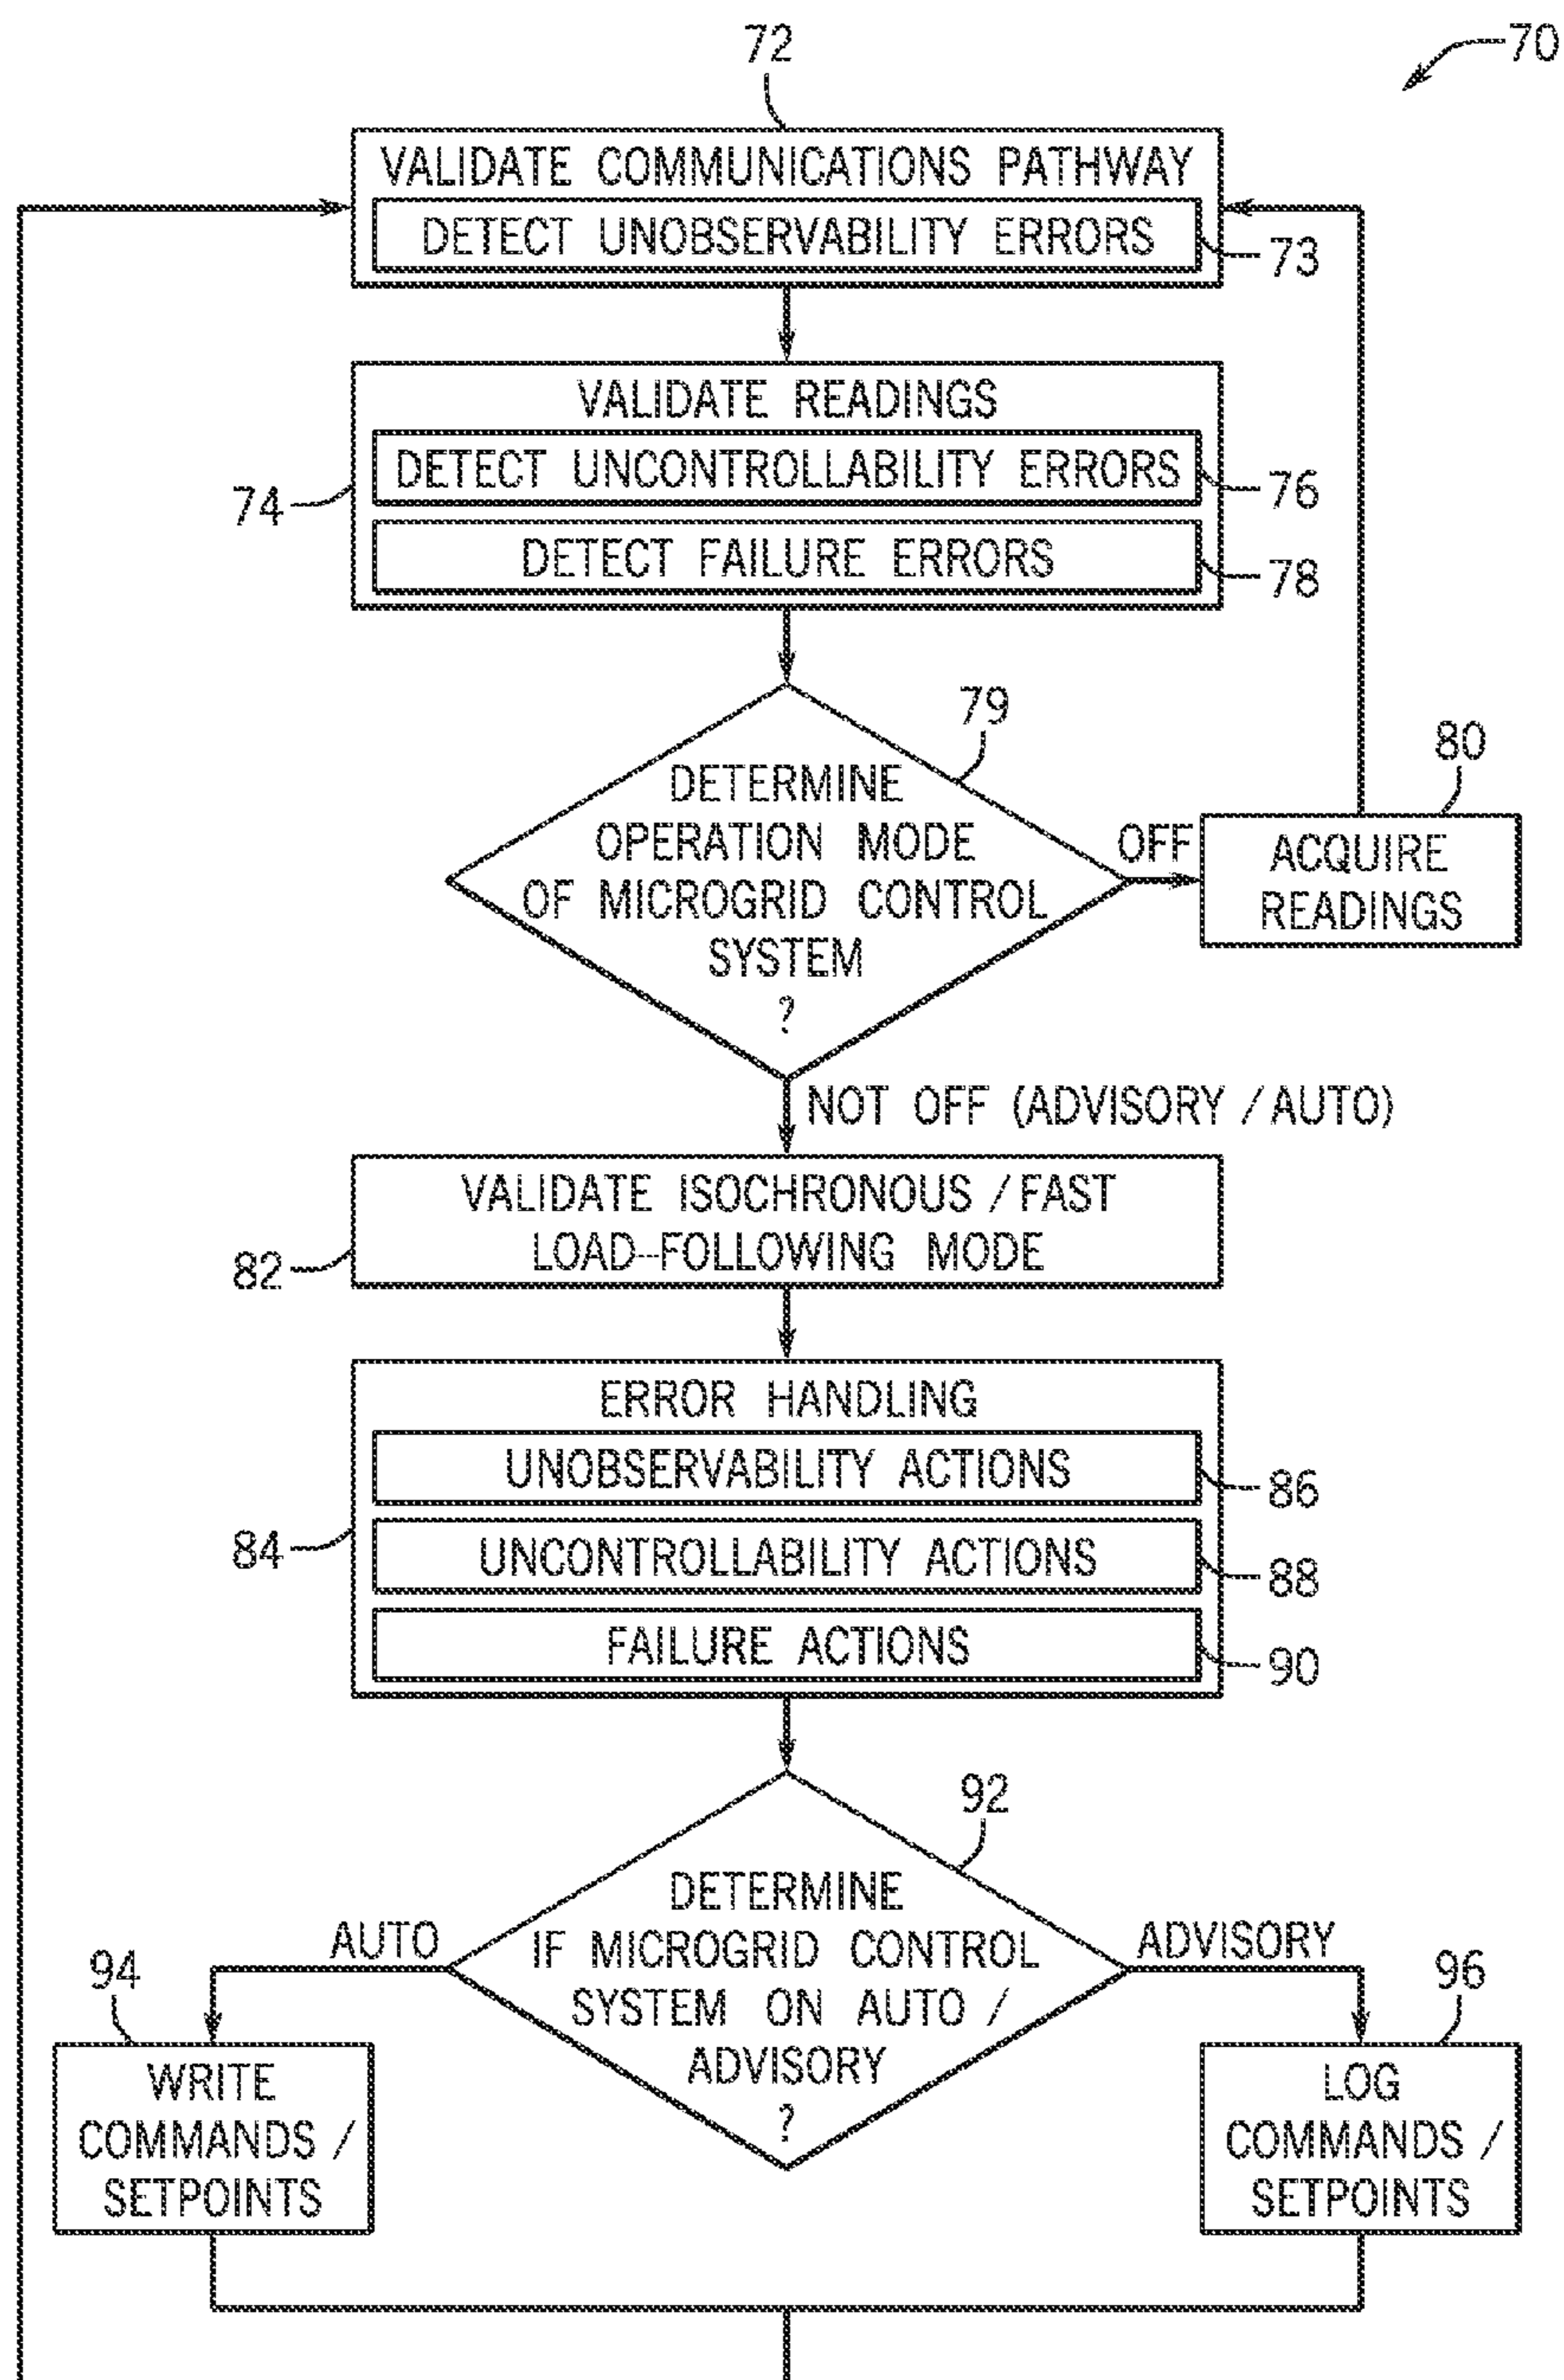 72
70
VALIDATE COMMUNICATIONS PATHWAY
DETECT UNOBSERVABILITY ERRORS
73
VALIDATE READINGS
DETECT UNCONTROLLABILITY ERRORS
74
76
DETECT FAILURE ERRORS
78
79
DETERMINE
OPERATION MODE
OF MICROGRID CONTROL
SYSTEM
?
OFF
80
ACQUIRE
READINGS
NOT OFF (ADVISORY / AUTO)
VALIDATE ISOCHRONOUS / FAST
LOAD--FOLLOWING MODE
82
ERROR HANDLING
UNOBSERVABILITY ACTIONS
86
84
UNCONTROLLABILITY ACTIONS
88
FAILURE ACTIONS
90
92
DETERMINE
IF MICROGRID CONTROL
SYSTEM ON AUTO /
ADVISORY
?
AUTO
ADVISORY
94
96
WRITE
COMMANDS /
SETPOINTS
LOG
COMMANDS /
SETPOINTS